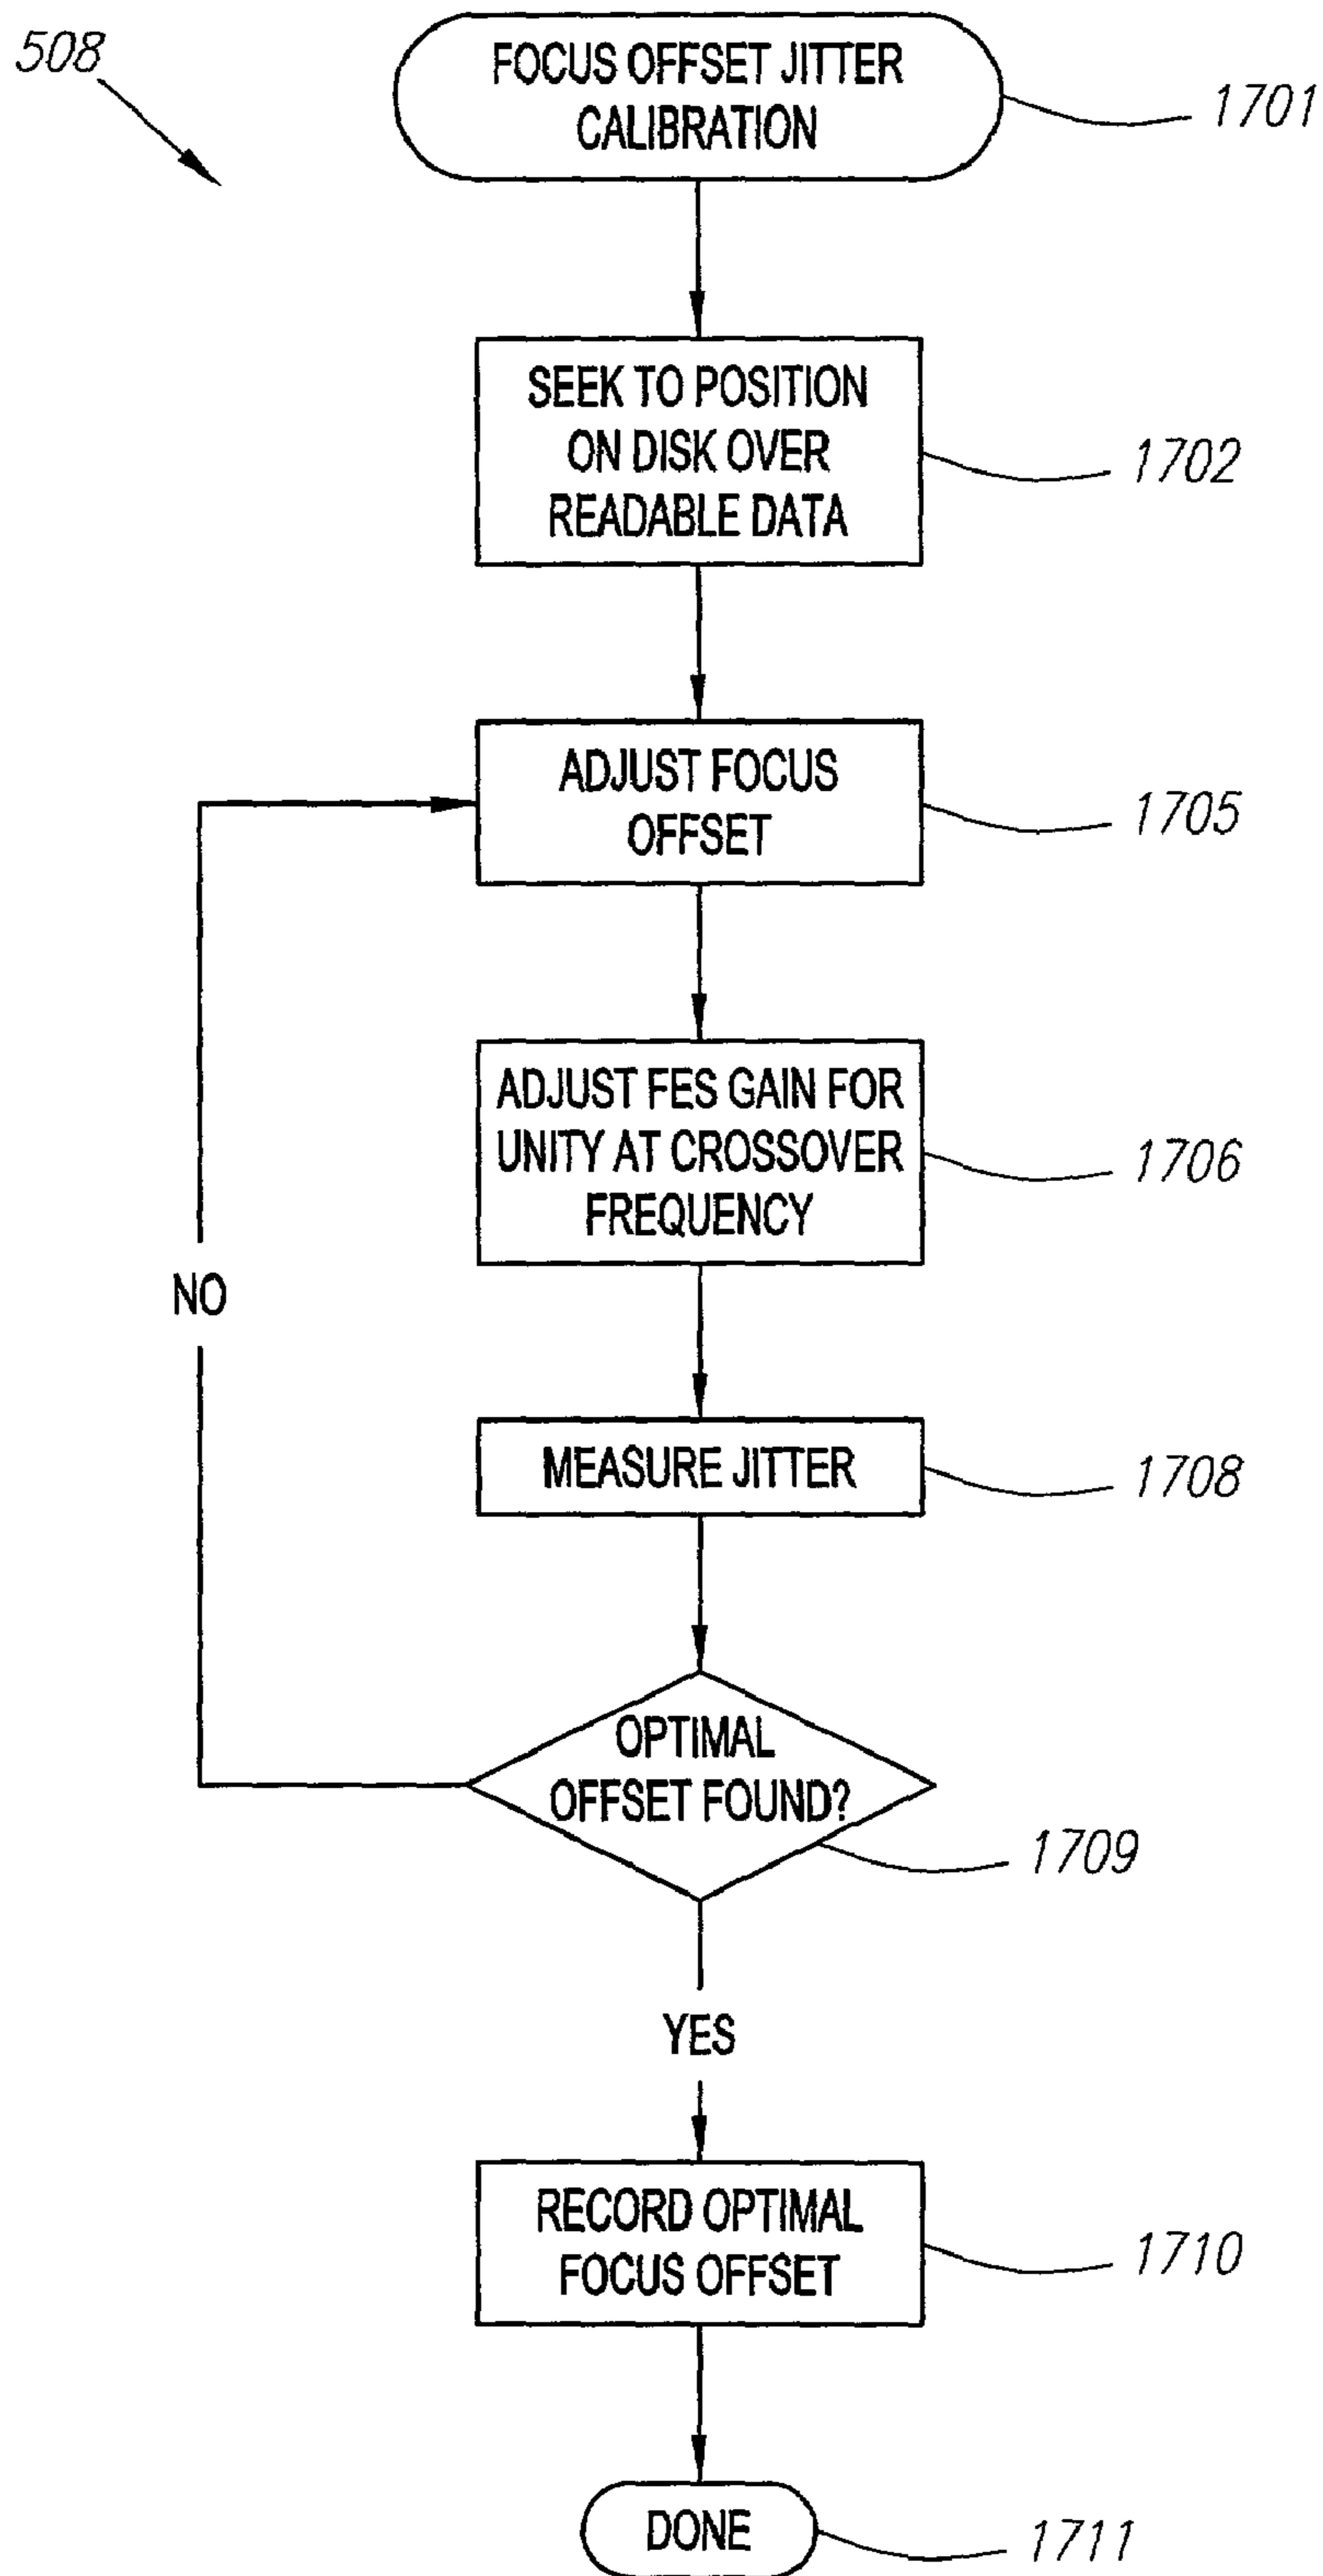 508
FOCUS OFFSET JITTER
CALIBRATION
1701
SEEK TO POSITION
ON DISK OVER
READABLE DATA
1702
ADJUST FOCUS
OFFSET
1705
ADJUST FES GAIN FOR
UNITY AT CROSSOVER
FREQUENCY
1706
NO
MEASURE JITTER
1708
OPTIMAL
OFFSET FOUND?
1709
YES
RECORD OPTIMAL
FOCUS OFFSET
1710
DONE
1711